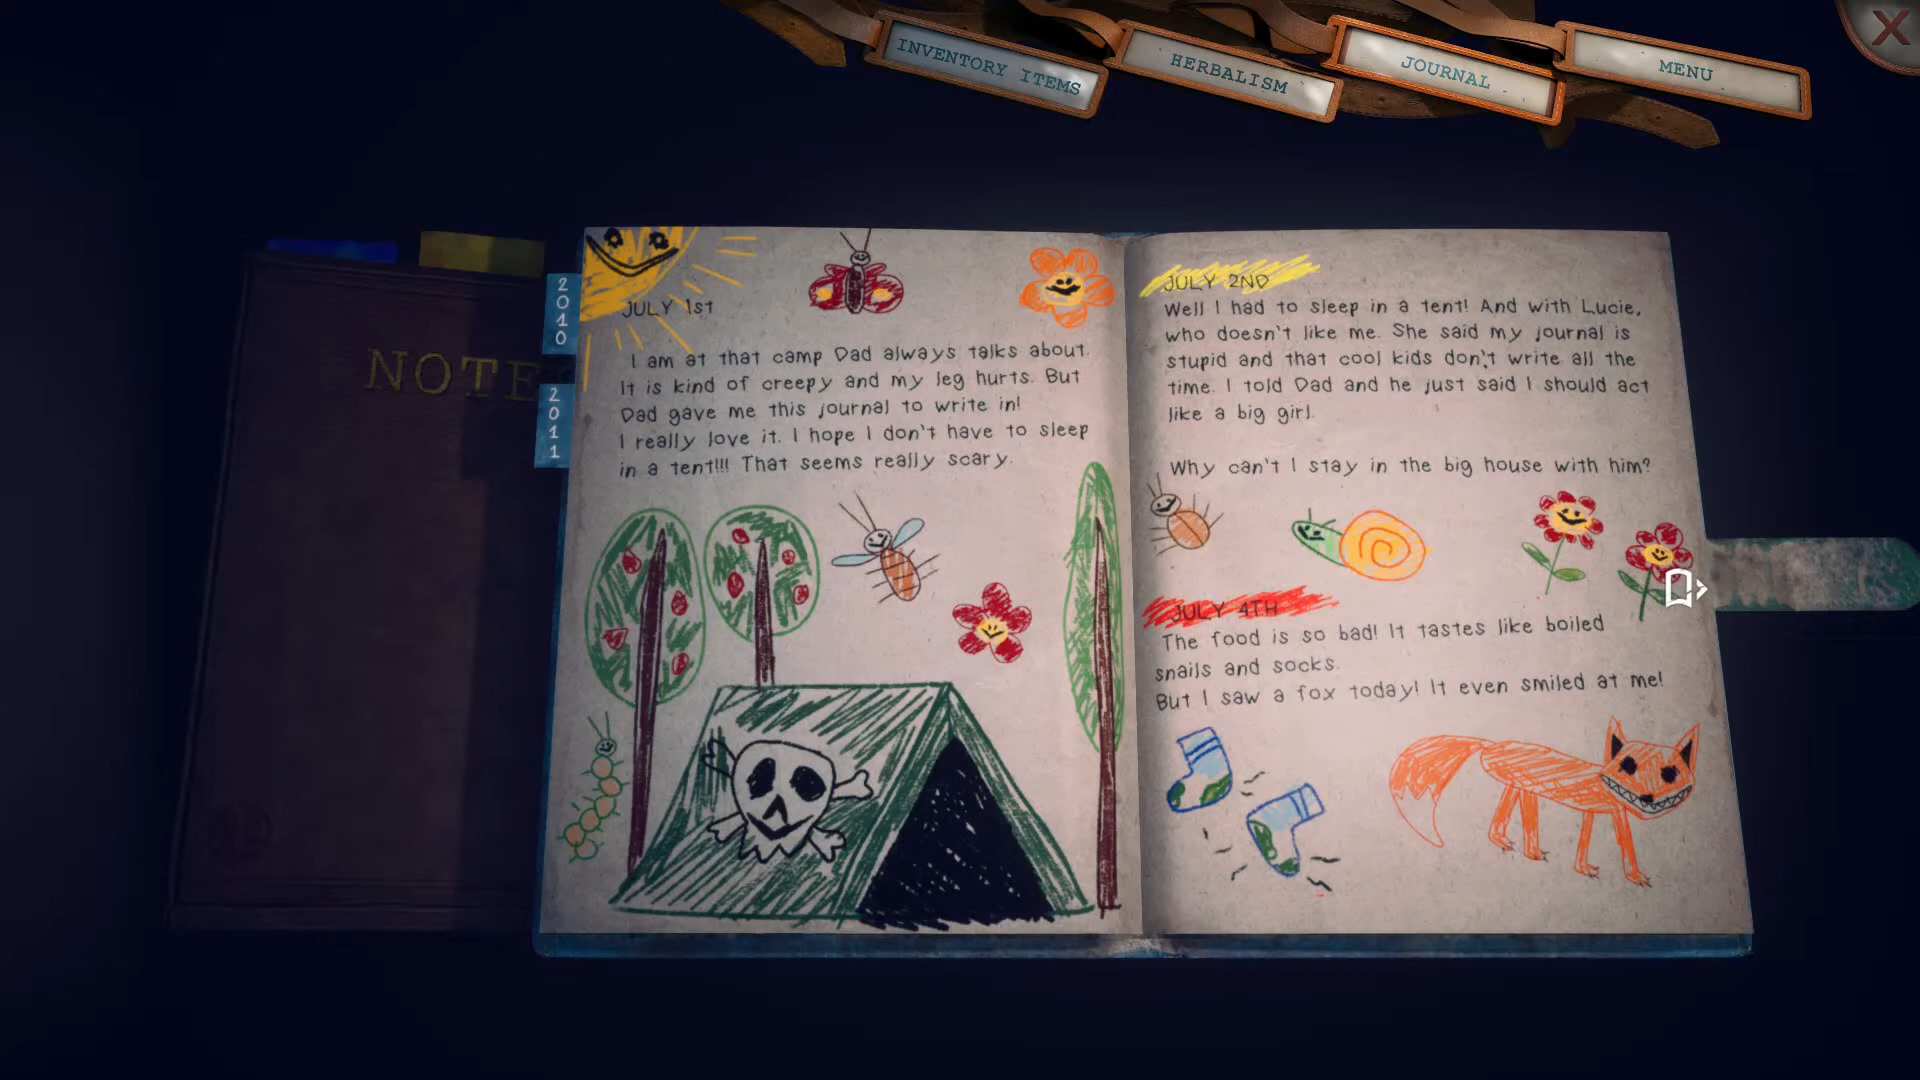 INVENTORY ITEMS
HERBALISM
JOURNAL
MENU
NOTE
2010
2011
JULY 1st
I am at that camp Dad always talks about.
It is kind of creepy and my leg hurts. But
Dad gave me this journal to write in!
I really love it. I hope I don't have to sleep
in a tent!!! That seems really scary.
JULY 2ND
Well I had to sleep in a tent! And with Lucie,
who doesn't like me. She said my journal is
stupid and that cool kids don't write all the
time. I told Dad and he just said I should act
like a big girl.
Why can't I stay in the big house with him?
JULY 4TH
The food is so bad! It tastes like boiled
snails and socks.
But I saw a fox today! It even smiled at me!